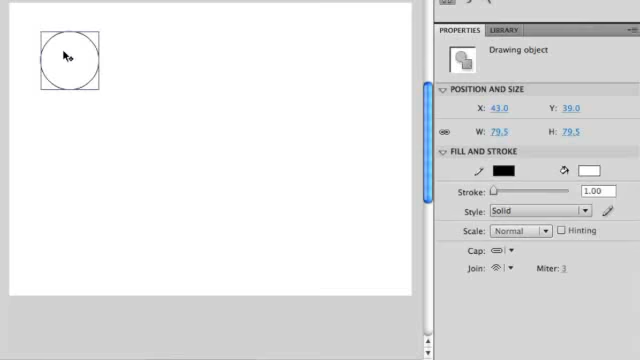 PROPERTIES LIBRARY
Drawing object
POSITION AND SIZE
X: 43.0 Y: 39.0
W: 79.5 H: 79.5
FILL AND STROKE
Stroke: 1.00
Style: Solid
Scale: Normal Hinting
Cap:
Join: Miter: 3